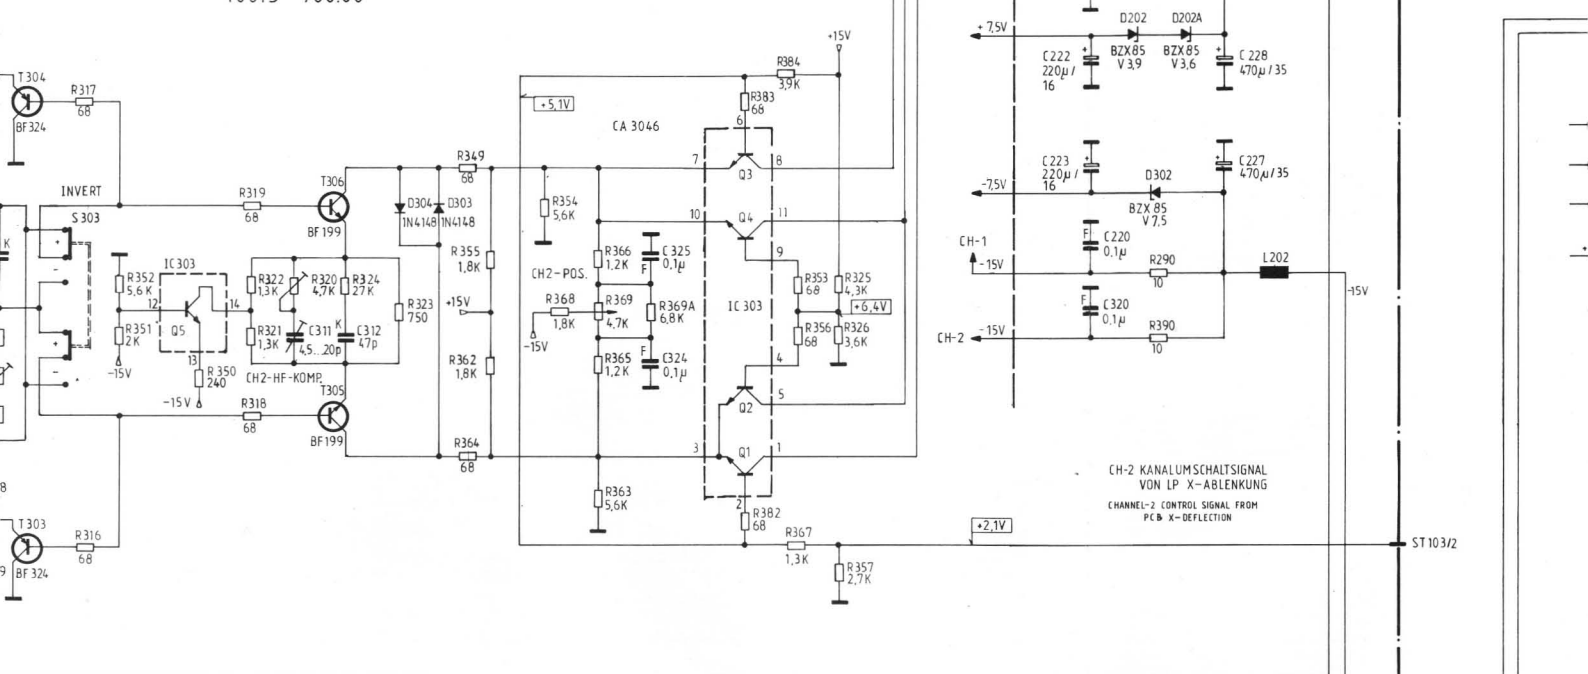 +7,5V
D202
D202A
BZX85
V3,9
BZX85
V3,6
C222
220µ/
16
C228
470µ/35
+15V
R384
3,9K
T304
R317
68
BF324
+5,1V
R383
68
CA 3046
6
7
8
Q3
R349
68
INVERT
S303
R319
68
T306
BF199
D304
1N4148
D303
1N4148
R354
5,6K
C223
220µ/
16
C227
470µ/35
-7,5V
D302
BZX85
V7,5
10
Q4
11
9
K
+
-
R352
5,6K
IC303
12
14
Q5
13
R351
2K
-15V
R350
240
-15V
R322
1,3K
R320
4,7K
R324
27K
R323
750
R321
1,3K
C311
4,5...20p
K
C312
47p
CH2-HF-KOMP.
+
-
R355
1,8K
+15V
R362
1,8K
CH2-POS.
R368
1,8K
-15V
R366
1,2K
C325
0,1µ
F
R369
4,7K
R369A
6,8K
R365
1,2K
F
C324
0,1µ
IC303
R353
68
R325
4,3K
+6,4V
R356
68
R326
3,6K
CH-1
-15V
F
C220
0,1µ
R290
10
L202
-15V
F
C320
0,1µ
CH-2
-15V
R390
10
4
5
Q2
T305
BF199
R318
68
R364
68
3
Q1
1
2
R363
5,6K
R382
68
CH-2 KANALUMSCHALTSIGNAL
VON LP X-ABLENKUNG
CHANNEL-2 CONTROL SIGNAL FROM
PCB X-DEFLECTION
8
T303
R316
68
9
BF324
R367
1,3K
+2,1V
R357
2,7K
ST103/2